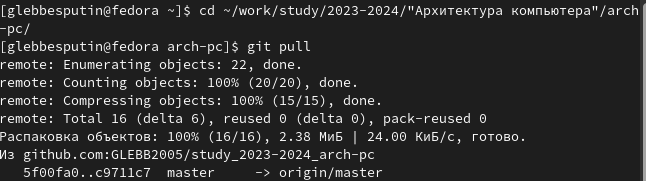 [glebbesputin@fedora ~]$ cd ~/work/study/2023-2024/"Архитектура компьютера"/arch
-pc/
[glebbesputin@fedora arch-pc]$ git pull
remote: Enumerating objects: 22, done.
remote: Counting objects: 100% (20/20), done.
remote: Compressing objects: 100% (15/15), done.
remote: Total 16 (delta 6), reused 0 (delta 0), pack-reused 0
Распаковка объектов: 100% (16/16), 2.38 МиБ | 24.00 КиБ/с, готово.
Из github.com:GLEBB2005/study_2023-2024_arch-pc
   5f00fa0..c9711c7  master     -> origin/master